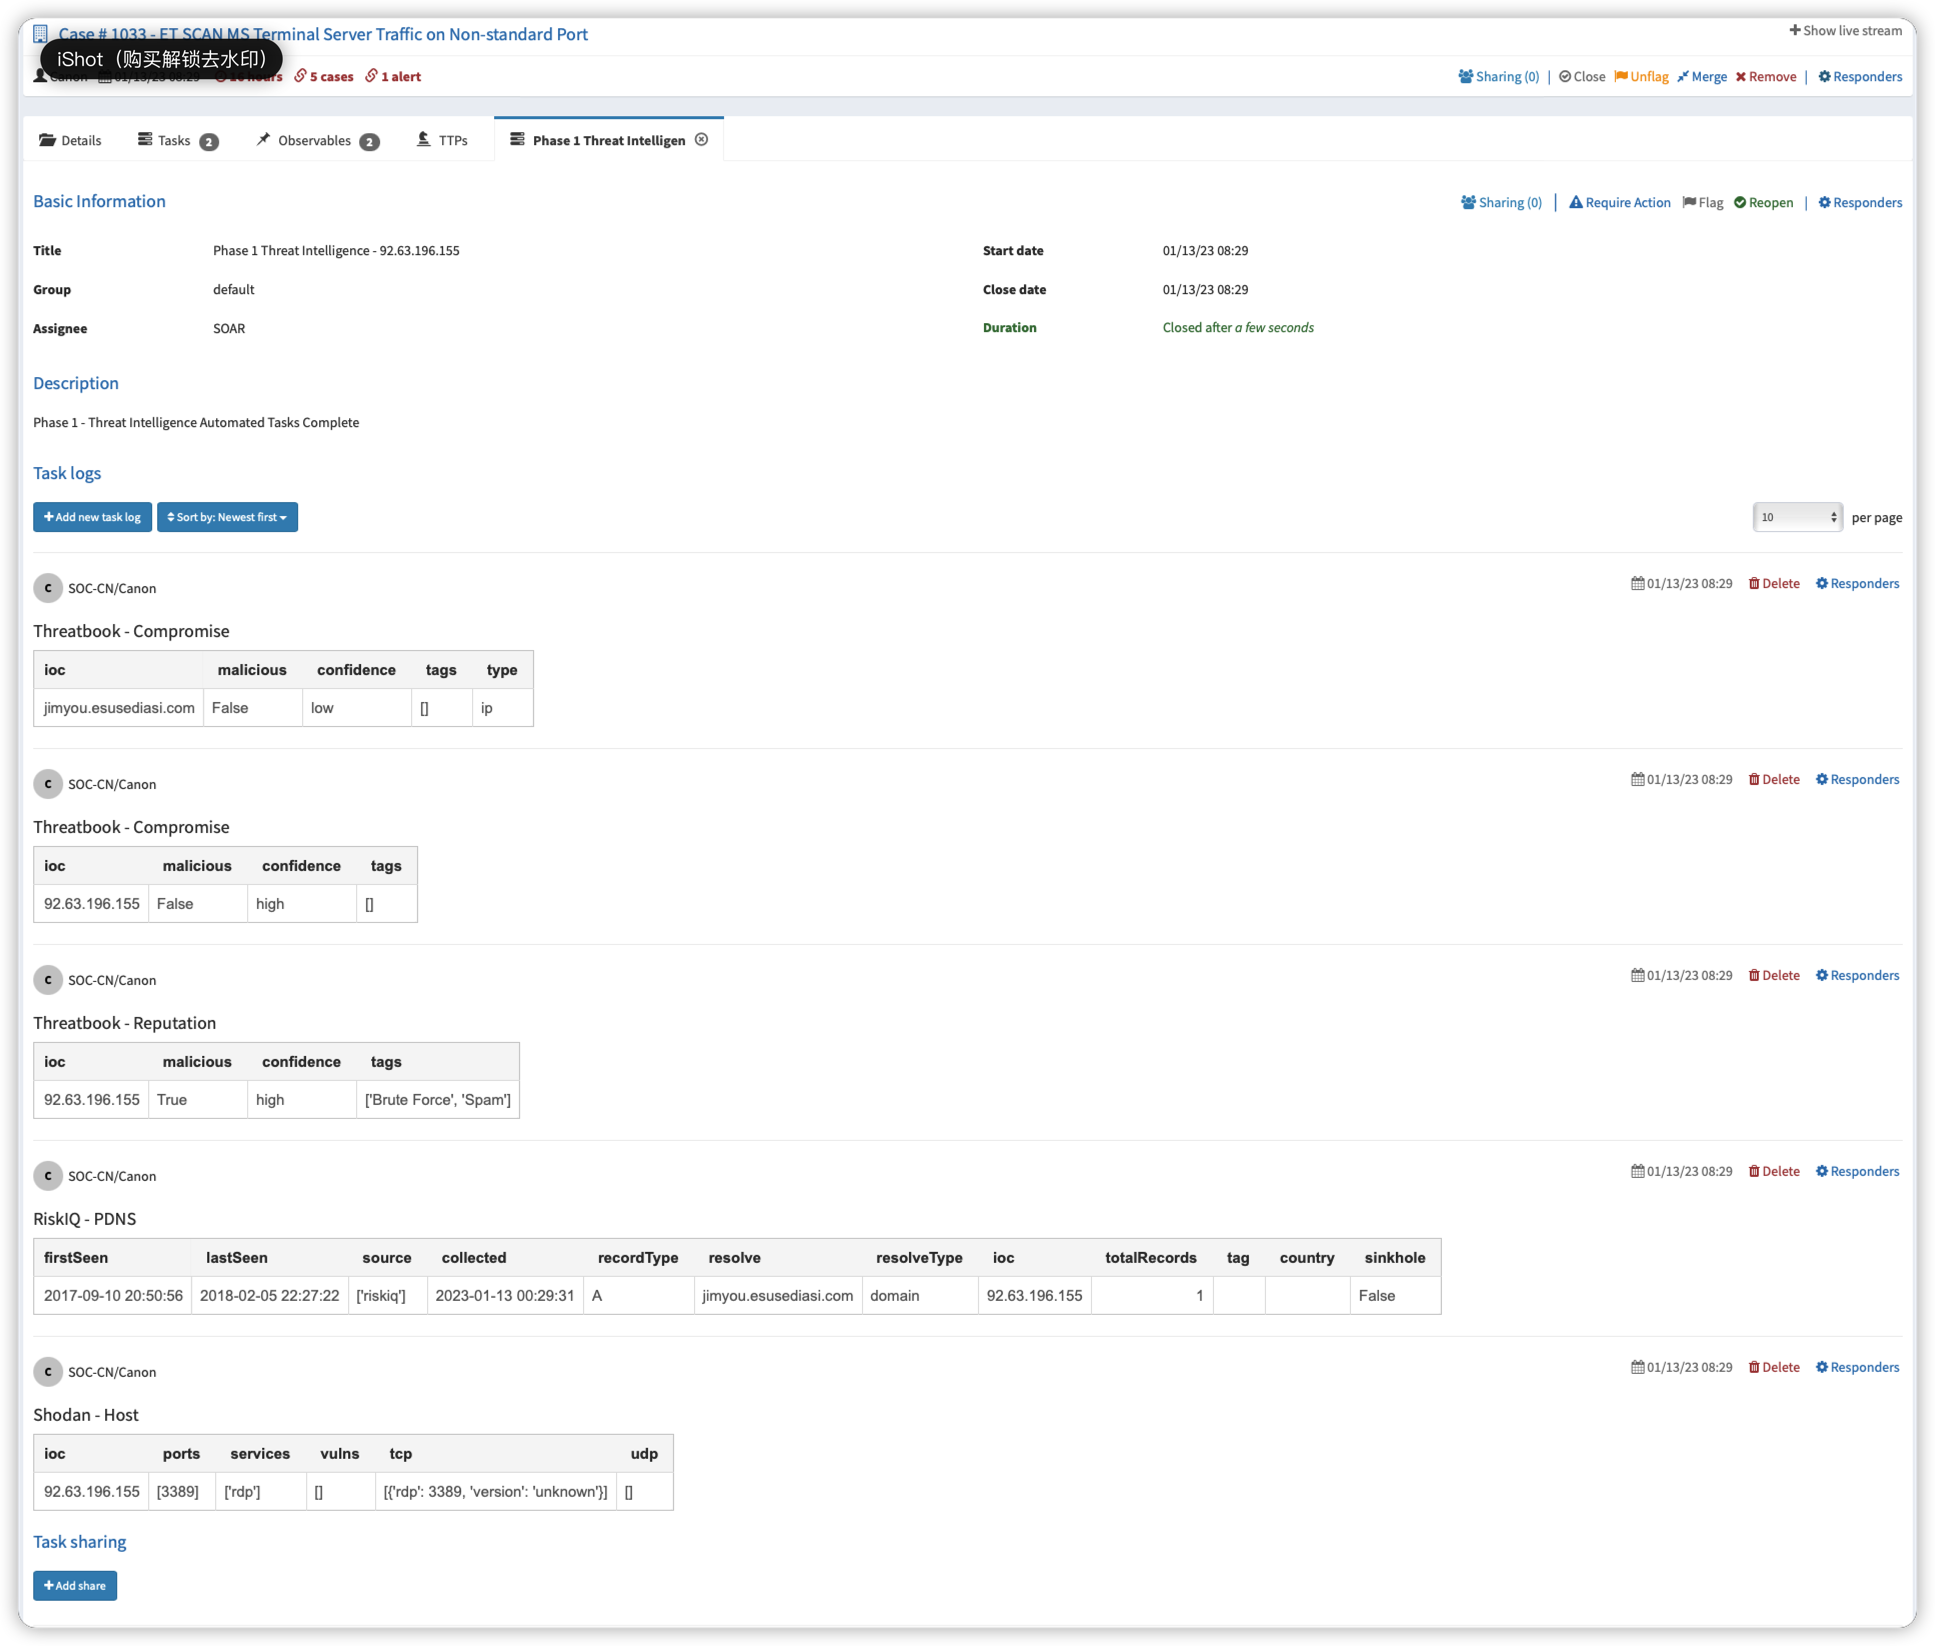 Case # 1033 - ET SCAN MS Terminal Server Traffic on Non-standard Port
Show live stream
iShot（购买解锁去水印）
Canon 01/13/23 08:29 16 hours 5 cases 1 alert
Sharing (0) | Close Unflag Merge Remove | Responders
Details Tasks 2 Observables 2 TTPs Phase 1 Threat Intelligen
Basic Information
Sharing (0) | Require Action Flag Reopen | Responders
Title Phase 1 Threat Intelligence - 92.63.196.155 Start date 01/13/23 08:29
Group default Close date 01/13/23 08:29
Assignee SOAR Duration Closed after a few seconds
Description
Phase 1 - Threat Intelligence Automated Tasks Complete
Task logs
Add new task log Sort by: Newest first 10 per page
C SOC-CN/Canon 01/13/23 08:29 Delete Responders
Threatbook - Compromise
ioc malicious confidence tags type
jimyou.esusediasi.com False low [] ip
C SOC-CN/Canon 01/13/23 08:29 Delete Responders
Threatbook - Compromise
ioc malicious confidence tags
92.63.196.155 False high []
C SOC-CN/Canon 01/13/23 08:29 Delete Responders
Threatbook - Reputation
ioc malicious confidence tags
92.63.196.155 True high ['Brute Force', 'Spam']
C SOC-CN/Canon 01/13/23 08:29 Delete Responders
RiskIQ - PDNS
firstSeen lastSeen source collected recordType resolve resolveType ioc totalRecords tag country sinkhole
2017-09-10 20:50:56 2018-02-05 22:27:22 ['riskiq'] 2023-01-13 00:29:31 A jimyou.esusediasi.com domain 92.63.196.155 1 False
C SOC-CN/Canon 01/13/23 08:29 Delete Responders
Shodan - Host
ioc ports services vulns tcp udp
92.63.196.155 [3389] ['rdp'] [] [{'rdp': 3389, 'version': 'unknown'}] []
Task sharing
Add share